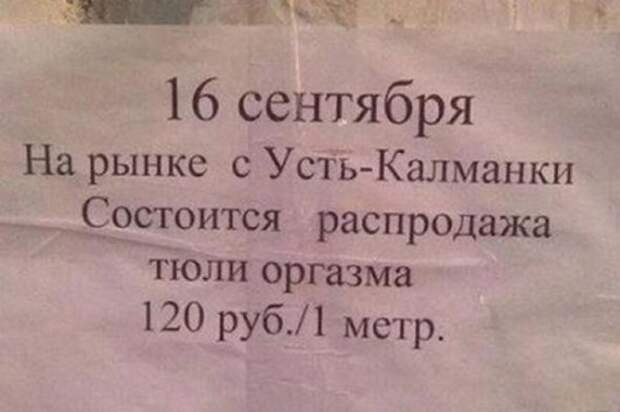 16 сентября
На рынке с Усть-Калманки
Состоится распродажа
тюли оргазма
120 руб./1 метр.